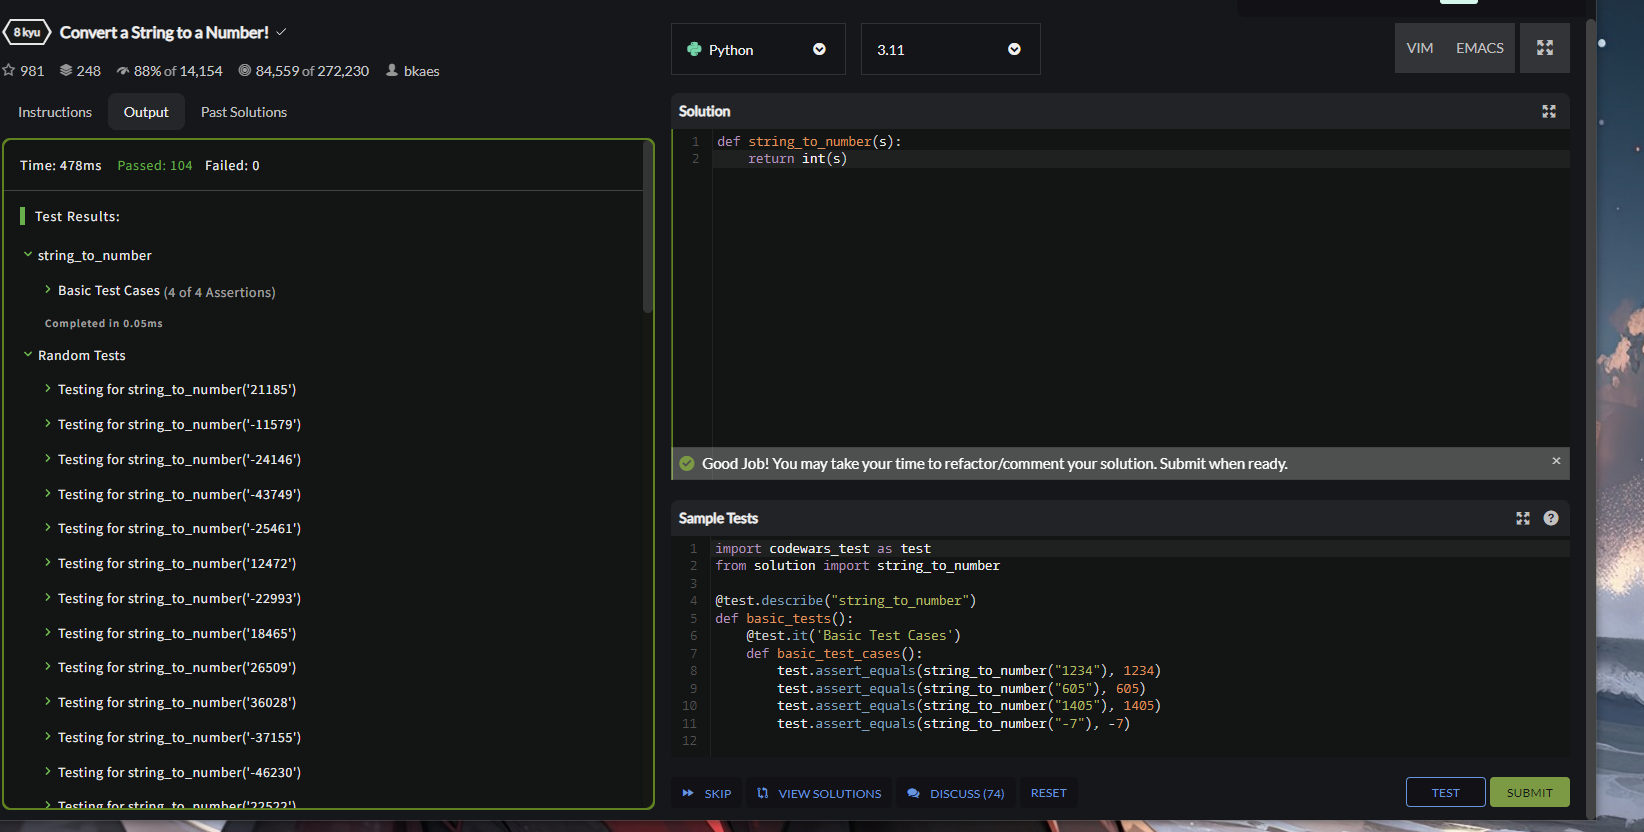 8 kyu Convert a String to a Number!
981 248 88% of 14,154 84,559 of 272,230 bkaes
Instructions Output Past Solutions
Time: 478ms Passed: 104 Failed: 0
Test Results:
string_to_number
Basic Test Cases (4 of 4 Assertions)
Completed in 0.05ms
Random Tests
Testing for string_to_number('21185')
Testing for string_to_number('-11579')
Testing for string_to_number('-24146')
Testing for string_to_number('-43749')
Testing for string_to_number('-25461')
Testing for string_to_number('12472')
Testing for string_to_number('-22993')
Testing for string_to_number('18465')
Testing for string_to_number('26509')
Testing for string_to_number('36028')
Testing for string_to_number('-37155')
Testing for string_to_number('-46230')
Testing for string_to_number('22522')
Python 3.11 VIM EMACS
Solution
1 def string_to_number(s):
2 return int(s)
Good Job! You may take your time to refactor/comment your solution. Submit when ready.
Sample Tests
1 import codewars_test as test
2 from solution import string_to_number
3
4 @test.describe("string_to_number")
5 def basic_tests():
6 @test.it('Basic Test Cases')
7 def basic_test_cases():
8 test.assert_equals(string_to_number("1234"), 1234)
9 test.assert_equals(string_to_number("605"), 605)
10 test.assert_equals(string_to_number("1405"), 1405)
11 test.assert_equals(string_to_number("-7"), -7)
12
SKIP VIEW SOLUTIONS DISCUSS (74) RESET TEST SUBMIT